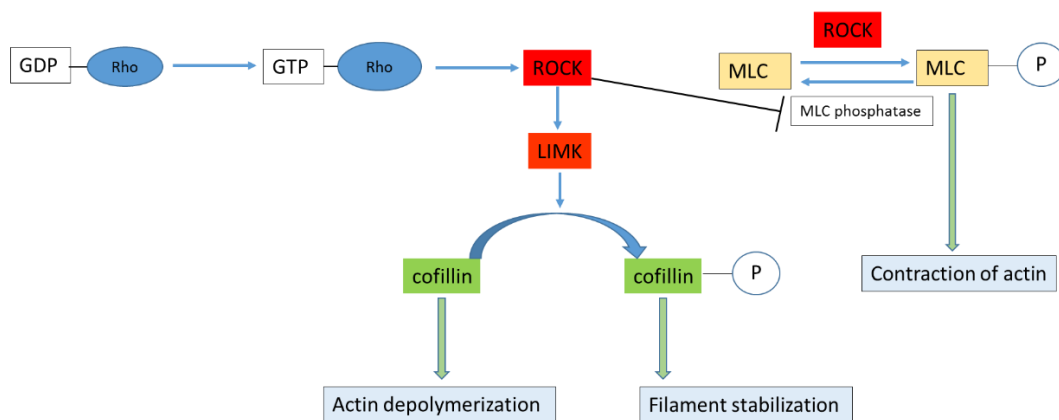 GDP
Rho
GTP
Rho
ROCK
ROCK
MLC
MLC
P
MLC phosphatase
LIMK
cofillin
cofillin
P
Contraction of actin
Actin depolymerization
Filament stabilization